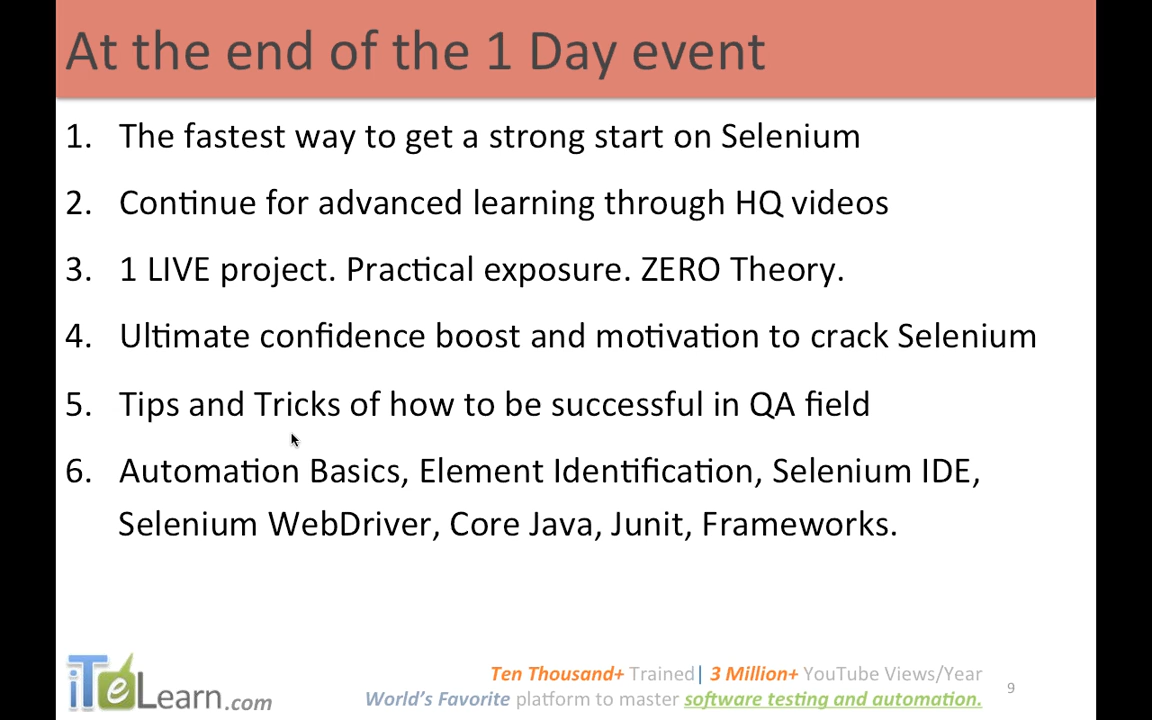 At the end of the 1 Day event
1. The fastest way to get a strong start on Selenium
2. Continue for advanced learning through HQ videos
3. 1 LIVE project. Practical exposure. ZERO Theory.
4. Ultimate confidence boost and motivation to crack Selenium
5. Tips and Tricks of how to be successful in QA field
6. Automation Basics, Element Identification, Selenium IDE,
Selenium WebDriver, Core Java, Junit, Frameworks.
iTeLearn.com
Ten Thousand+ Trained| 3 Million+ YouTube Views/Year
World's Favorite platform to master software testing and automation.
9